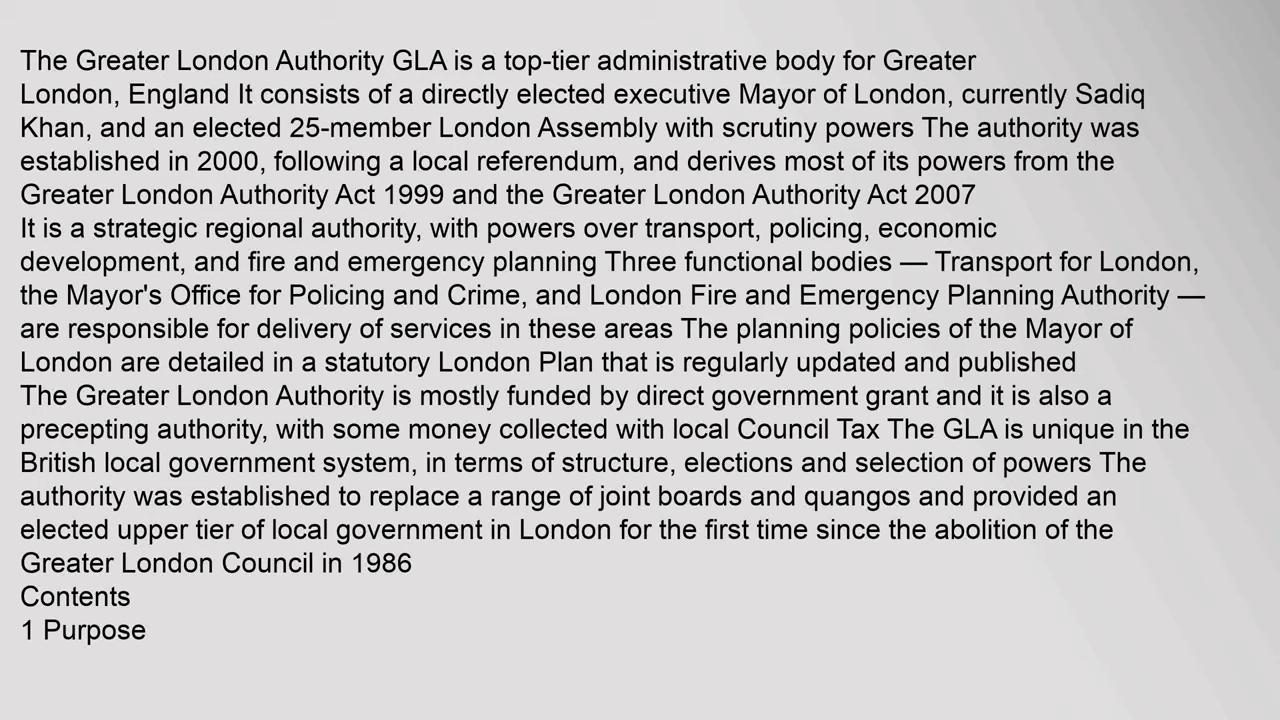 The Greater London Authority GLA is a top-tier administrative body for Greater
London, England It consists of a directly elected executive Mayor of London, currently Sadiq
Khan, and an elected 25-member London Assembly with scrutiny powers The authority was
established in 2000, following a local referendum, and derives most of its powers from the
Greater London Authority Act 1999 and the Greater London Authority Act 2007
It is a strategic regional authority, with powers over transport, policing, economic
development, and fire and emergency planning Three functional bodies — Transport for London,
the Mayor's Office for Policing and Crime, and London Fire and Emergency Planning Authority —
are responsible for delivery of services in these areas The planning policies of the Mayor of
London are detailed in a statutory London Plan that is regularly updated and published
The Greater London Authority is mostly funded by direct government grant and it is also a
precepting authority, with some money collected with local Council Tax The GLA is unique in the
British local government system, in terms of structure, elections and selection of powers The
authority was established to replace a range of joint boards and quangos and provided an
elected upper tier of local government in London for the first time since the abolition of the
Greater London Council in 1986
Contents
1 Purpose